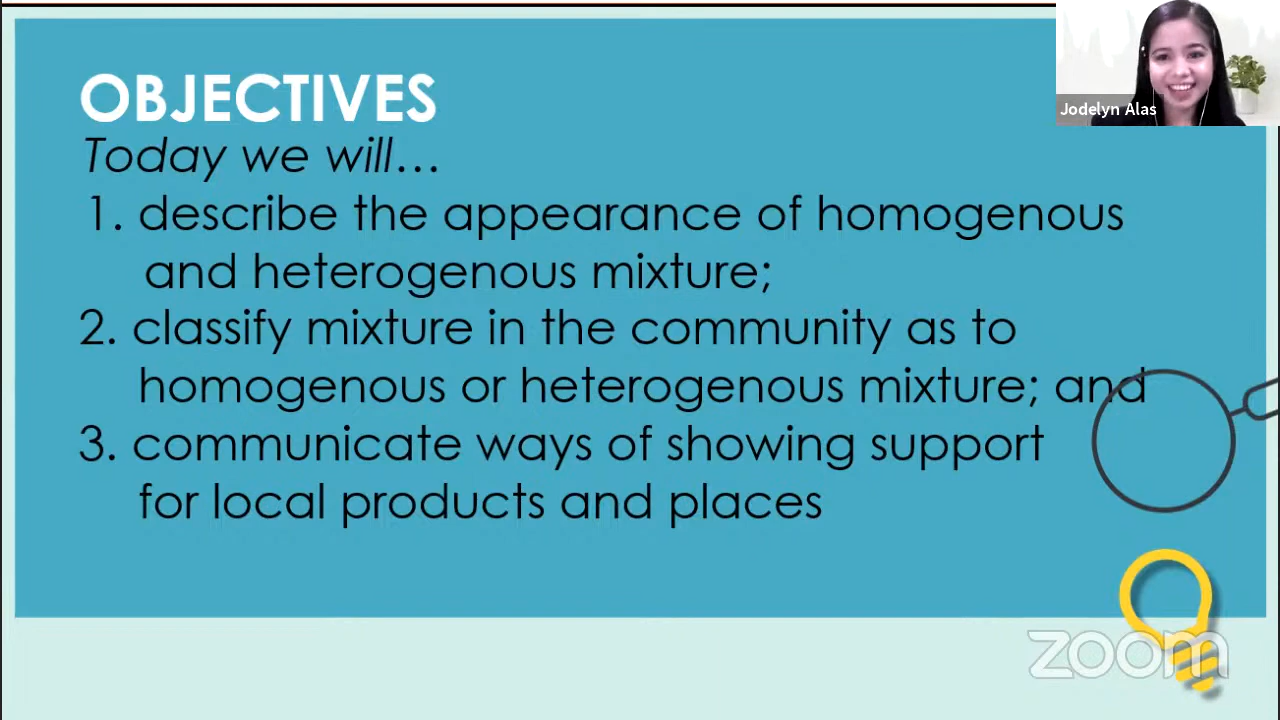 OBJECTIVES
Today we will...
1. describe the appearance of homogenous
and heterogenous mixture;
2. classify mixture in the community as to
homogenous or heterogenous mixture; and
3. communicate ways of showing support
for local products and places
Jodelyn Alas
zoom